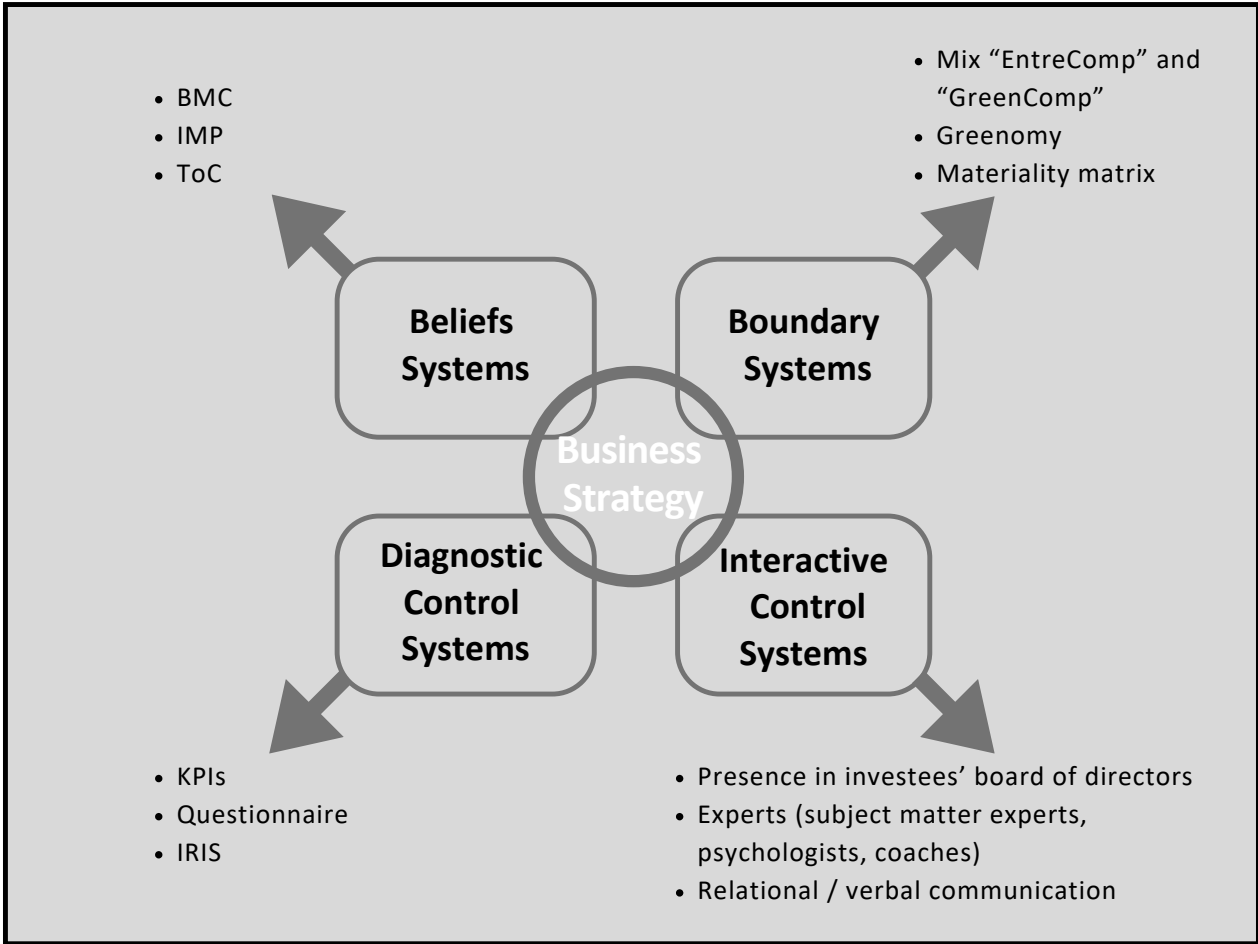 • BMC
• IMP
• ToC
• Mix “EntreComp” and
“GreenComp”
• Greenomy
• Materiality matrix
Beliefs
Systems
Boundary
Systems
Business
Strategy
Diagnostic
Control
Systems
Interactive
Control
Systems
• KPIs
• Questionnaire
• IRIS
• Presence in investees’ board of directors
• Experts (subject matter experts,
psychologists, coaches)
• Relational / verbal communication